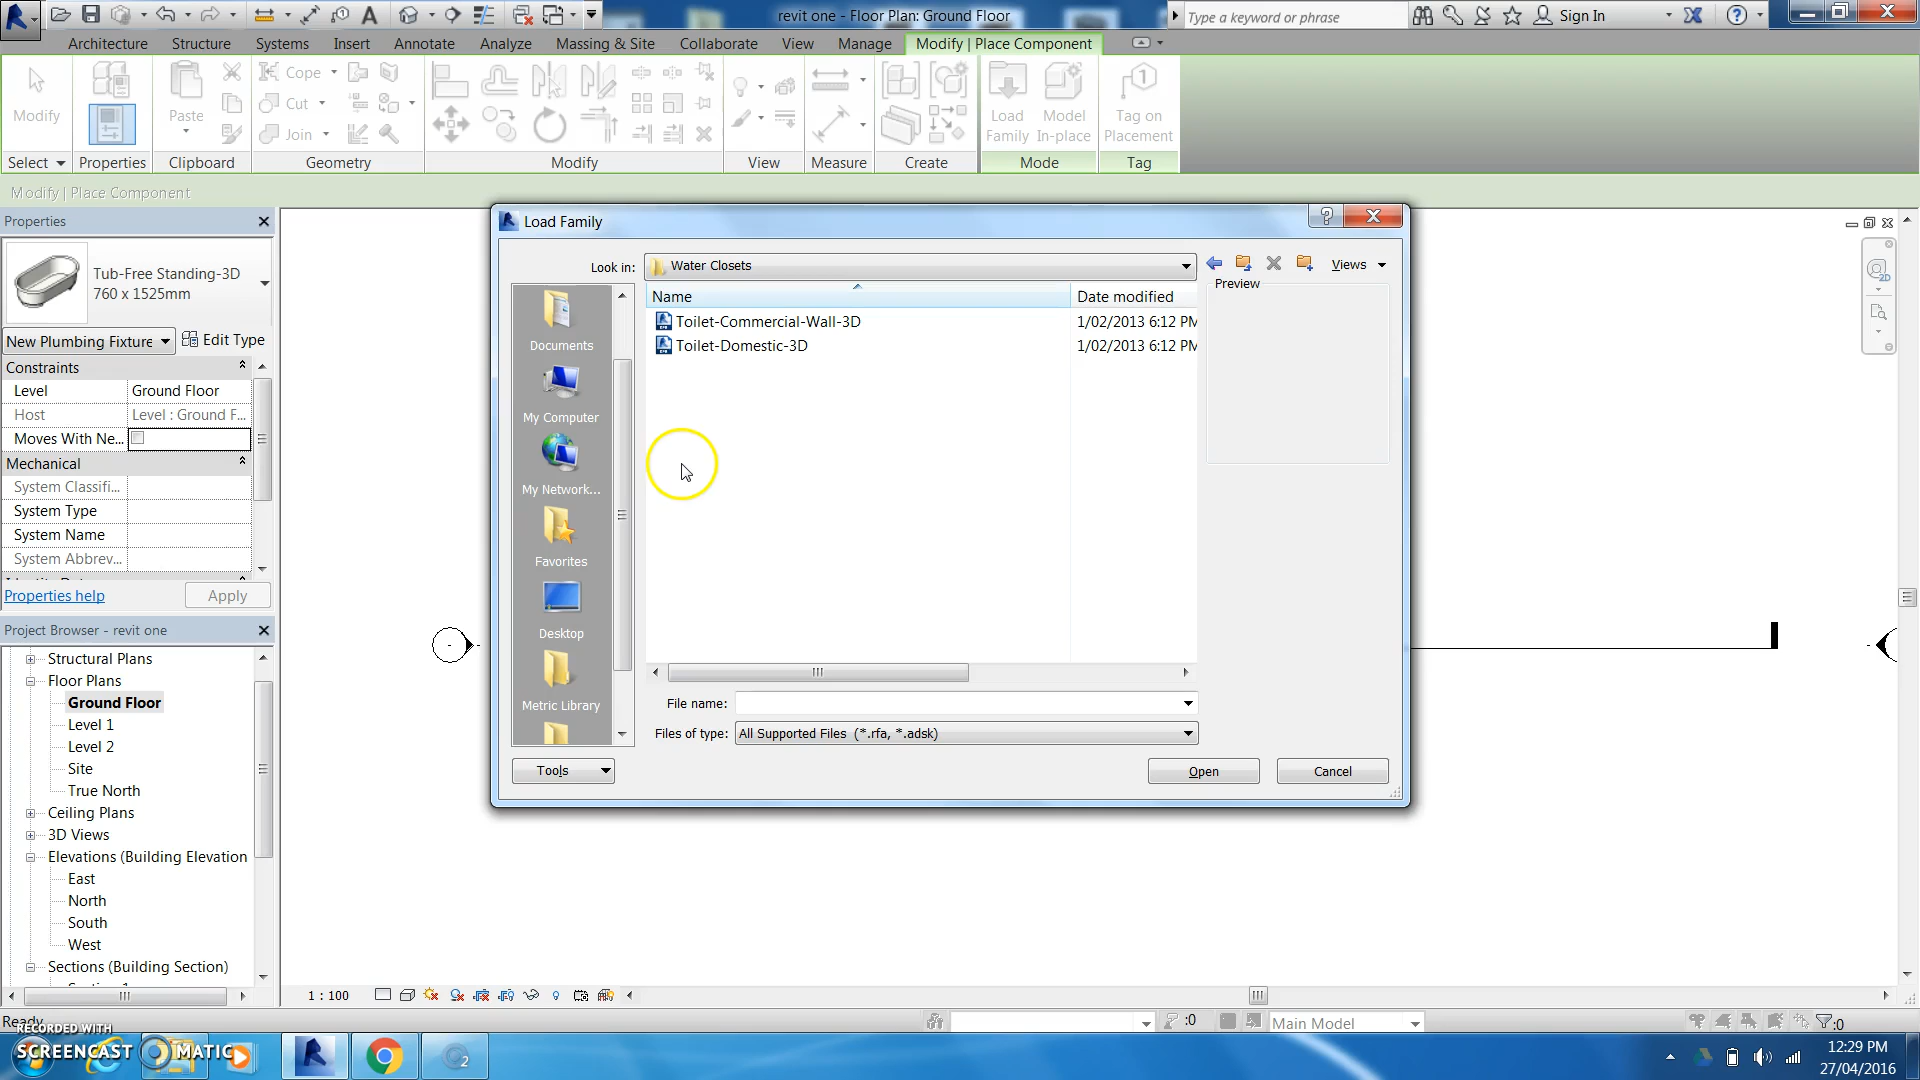 revit one - Floor Plan: Ground Floor
Type a keyword or phrase
Sign In
Architecture Structure Systems Insert Annotate Analyze Massing & Site Collaborate View Manage Modify | Place Component
Modify Paste Cope Cut Join Load Family Model In-place Tag on Placement
Select Properties Clipboard Geometry Modify View Measure Create Mode Tag
Modify | Place Component
Properties
Tub-Free Standing-3D
760 x 1525mm
New Plumbing Fixture Edit Type
Constraints
Level Ground Floor
Host Level : Ground F...
Moves With Ne...
Mechanical
System Classifi...
System Type
System Name
System Abbrev...
Properties help Apply
Project Browser - revit one
Structural Plans
Floor Plans
Ground Floor
Level 1
Level 2
Site
True North
Ceiling Plans
3D Views
Elevations (Building Elevation
East
North
South
West
Sections (Building Section)
Load Family
Look in: Water Closets Views
Name Date modified Preview
Toilet-Commercial-Wall-3D 1/02/2013 6:12 PM
Toilet-Domestic-3D 1/02/2013 6:12 PM
Documents
My Computer
My Network...
Favorites
Desktop
Metric Library
File name:
Files of type: All Supported Files (*.rfa, *.adsk)
Tools Open Cancel
1 : 100
Ready
:0 Main Model :0
RECORDED WITH
SCREENCAST MATIC
12:29 PM
27/04/2016